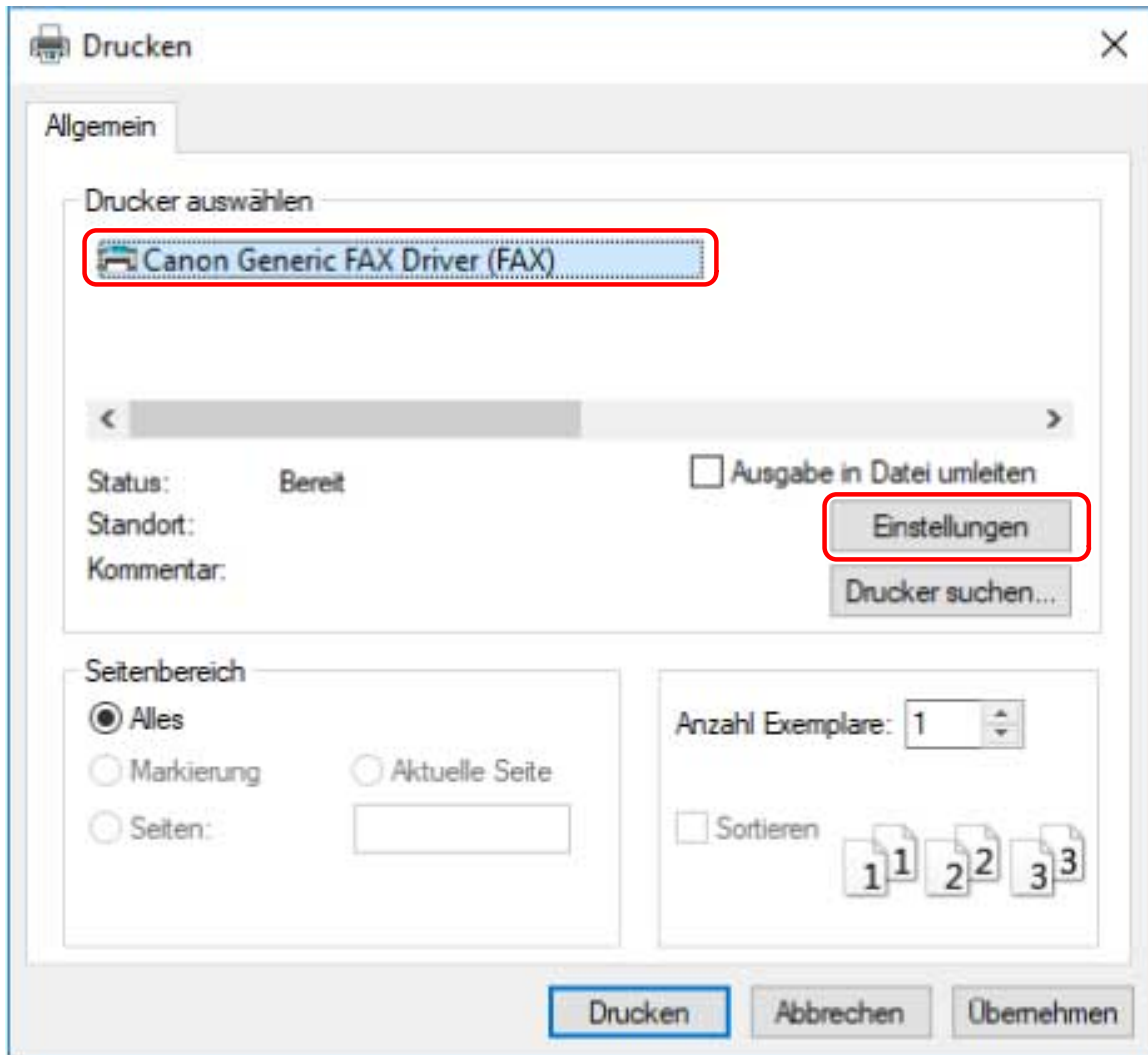 Drucken
Allgemein
Drucker auswählen
Canon Generic FAX Driver (FAX)
Status: Bereit
Ausgabe in Datei umleiten
Standort:
Einstellungen
Kommentar:
Drucker suchen...
Seitenbereich
Alles
Markierung Aktuelle Seite
Seiten:
Anzahl Exemplare: 1
Sortieren
1 1 2 2 3 3
Drucken Abbrechen Übernehmen